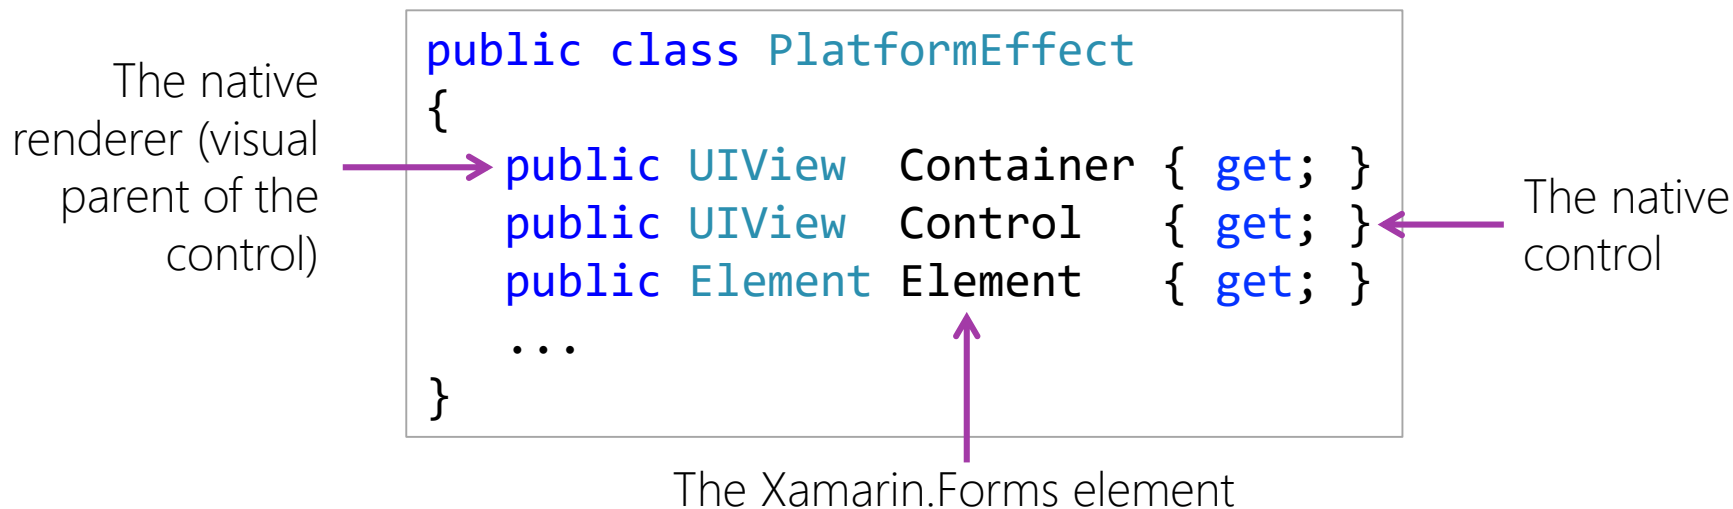 public class PlatformEffect
{
public UIView Container { get; }
public UIView Control { get; }
public Element Element { get; }
...
}
The native
renderer (visual
parent of the
control)
The native
control
The Xamarin.Forms element